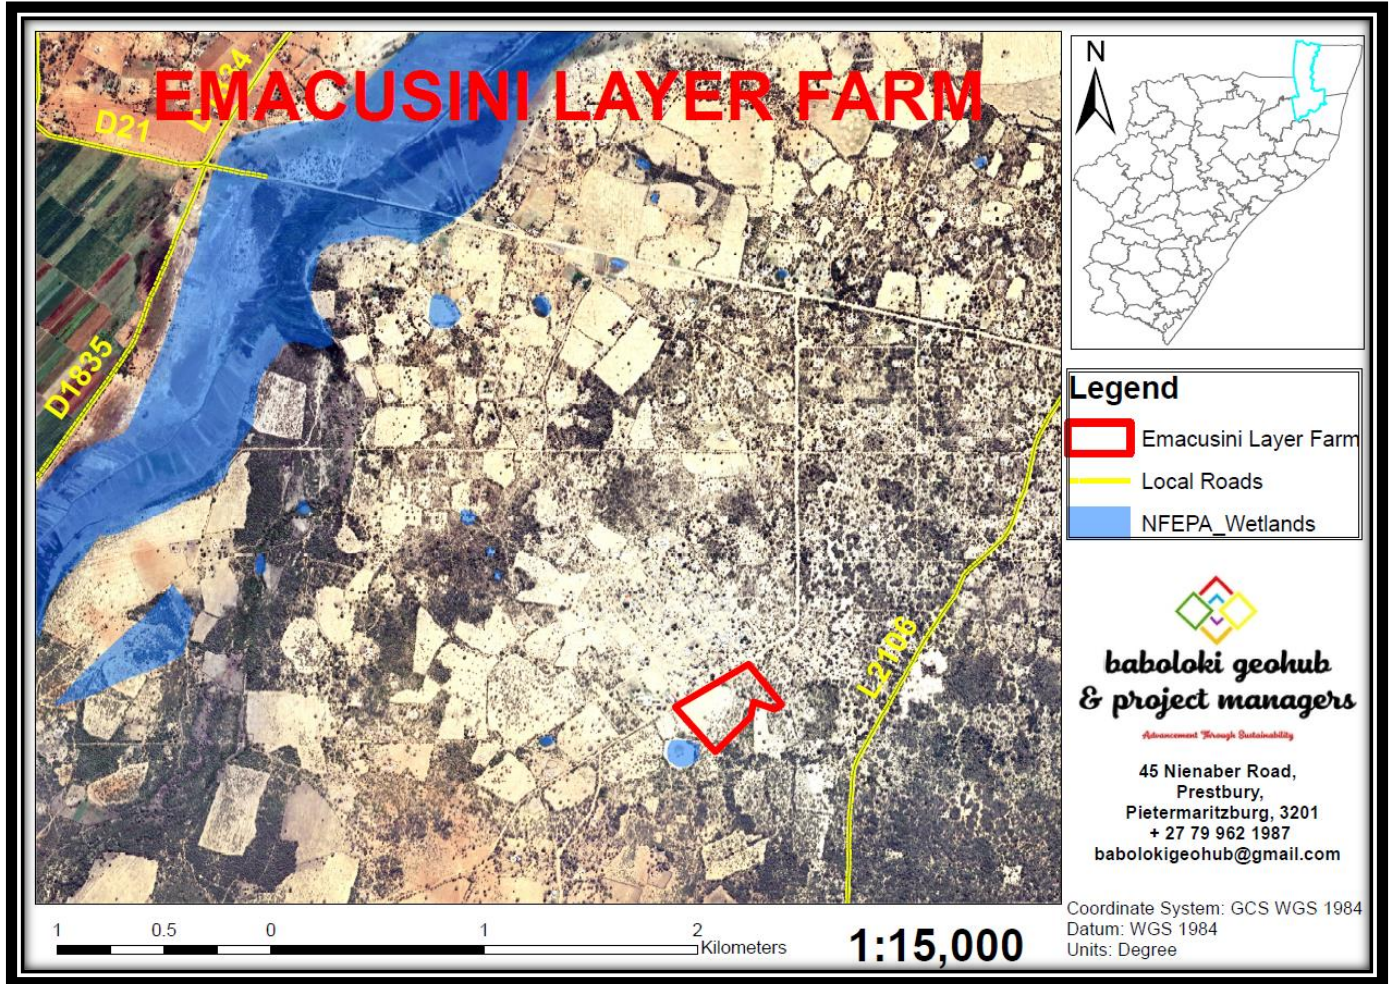 EMACUSINI LAYER FARM
D21
D1835
L2108
N
Legend
Emacusini Layer Farm
Local Roads
NFEPA_Wetlands
baboloki geohub
& project managers
Advancement Through Sustainability
45 Nienaber Road,
Prestbury,
Pietermaritzburg, 3201
+ 27 79 962 1987
babolokigeohub@gmail.com
1 0.5 0 1 2
Kilometers
1:15,000
Coordinate System: GCS WGS 1984
Datum: WGS 1984
Units: Degree